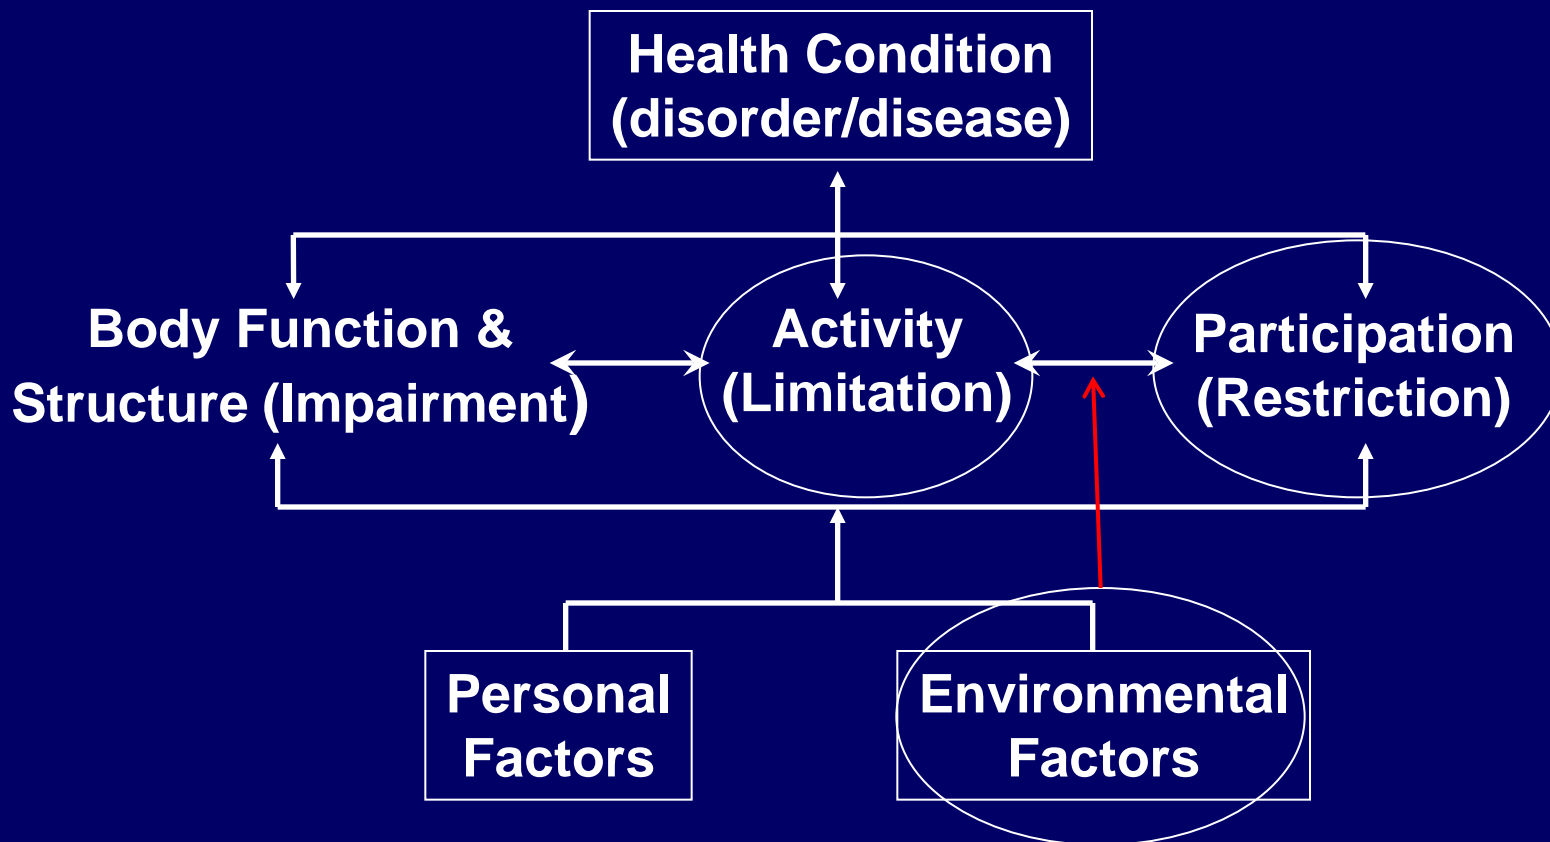 Health Condition
(disorder/disease)
Body Function &
Structure (Impairment)
Activity
(Limitation)
Participation
(Restriction)
Personal
Factors
Environmental
Factors